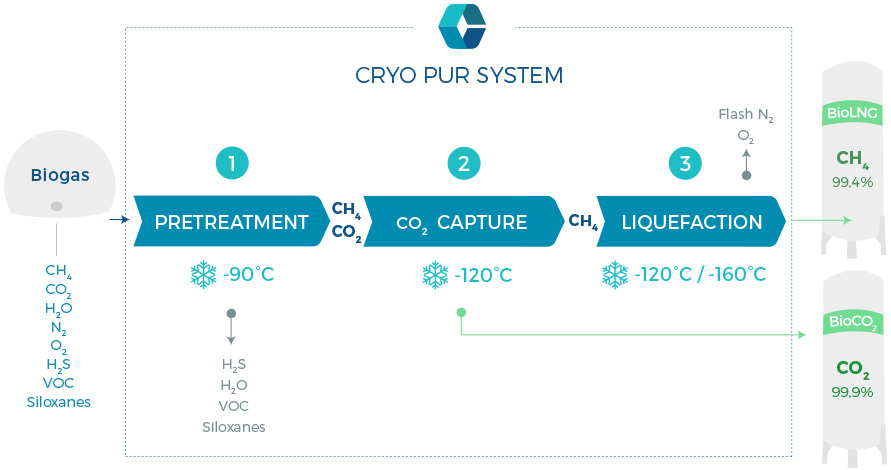 CRYO PUR SYSTEM
Biogas
CH₄
CO₂
H₂O
N₂
O₂
H₂S
VOC
Siloxanes
1
PRETREATMENT
-90°C
H₂S
H₂O
VOC
Siloxanes
CH₄
CO₂
2
CO₂ CAPTURE
-120°C
CH₄
3
LIQUEFACTION
-120°C / -160°C
Flash N₂
O₂
BioLNG
CH₄
99,4%
BioCO₂
CO₂
99,9%